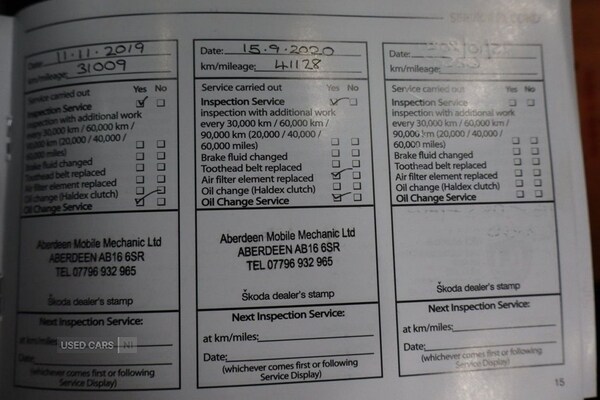 Date: 11.11.2019
km/mileage: 31009
Service carried out Yes No
Inspection Service
Inspection with additional work
every 30,000 km / 60,000 km /
90,000 km (20,000 / 40,000 /
60,000 miles)
Brake fluid changed
Toothead belt replaced
Air filter element replaced
Oil change (Haldex clutch)
Oil Change Service
Aberdeen Mobile Mechanic Ltd
ABERDEEN AB16 6SR
TEL 07796 932 965
Škoda dealer's stamp
Next Inspection Service:
at km/miles:
Date:
(whichever comes first or following
Service Display)
Date: 15.9.2020
km/mileage: 41128
Service carried out Yes No
Inspection Service
Inspection with additional work
every 30,000 km / 60,000 km /
90,000 km (20,000 / 40,000 /
60,000 miles)
Brake fluid changed
Toothead belt replaced
Air filter element replaced
Oil change (Haldex clutch)
Oil Change Service
Aberdeen Mobile Mechanic Ltd
ABERDEEN AB16 6SR
TEL 07796 932 965
Škoda dealer's stamp
Next Inspection Service:
at km/miles:
Date:
(whichever comes first or following
Service Display)
Date:
km/mileage:
Service carried out Yes No
Inspection Service
Inspection with additional work
every 30,000 km / 60,000 km /
90,000 km (20,000 / 40,000 /
60,000 miles)
Brake fluid changed
Toothead belt replaced
Air filter element replaced
Oil change (Haldex clutch)
Oil Change Service
Škoda dealer's stamp
Next Inspection Service:
at km/miles:
Date:
(whichever comes first or following
Service Display)
15
USED CARS NI